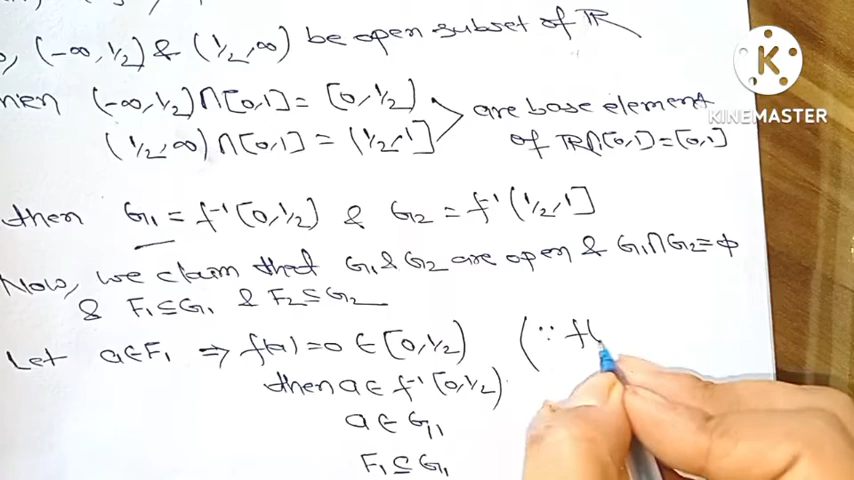 (-∞, 1/2) & (1/2, ∞) be open subset of ℝ
(-∞, 1/2) ∩ [0,1] = [0, 1/2)
(1/2, ∞) ∩ [0,1] = (1/2, 1]
are base element
of ℝ∩[0,1] = [0,1]
then G₁ = f⁻¹[0, 1/2) & G₂ = f⁻¹(1/2, 1]
Now, we claim that G₁ & G₂ are open & G₁∩G₂ = φ
& F₁ ⊆ G₁ & F₂ ⊆ G₂
Let a∈F₁ ⇒ f(a) = 0 ∈ [0, 1/2) (∵ f(
then a ∈ f⁻¹[0, 1/2)
a ∈ G₁
F₁ ⊆ G₁
K
KINEMASTER